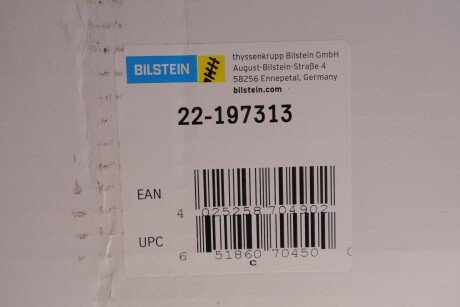 BILSTEIN
thyssenkrupp Bilstein GmbH
August-Bilstein-Straße 4
58256 Ennepetal, Germany
bilstein.com
22-197313
EAN
4 025258 704902
UPC
6 51860 70450
C